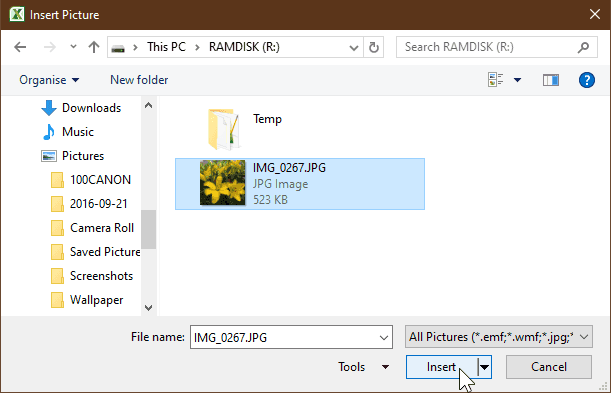 Insert Picture
This PC > RAMDISK (R:)
Search RAMDISK (R:)
Organise
New folder
Downloads
Music
Pictures
100CANON
2016-09-21
Camera Roll
Saved Picture
Screenshots
Wallpaper
Temp
IMG_0267.JPG
JPG Image
523 KB
File name:
IMG_0267.JPG
All Pictures (*.emf;*.wmf;*.jpg;*
Tools
Insert
Cancel